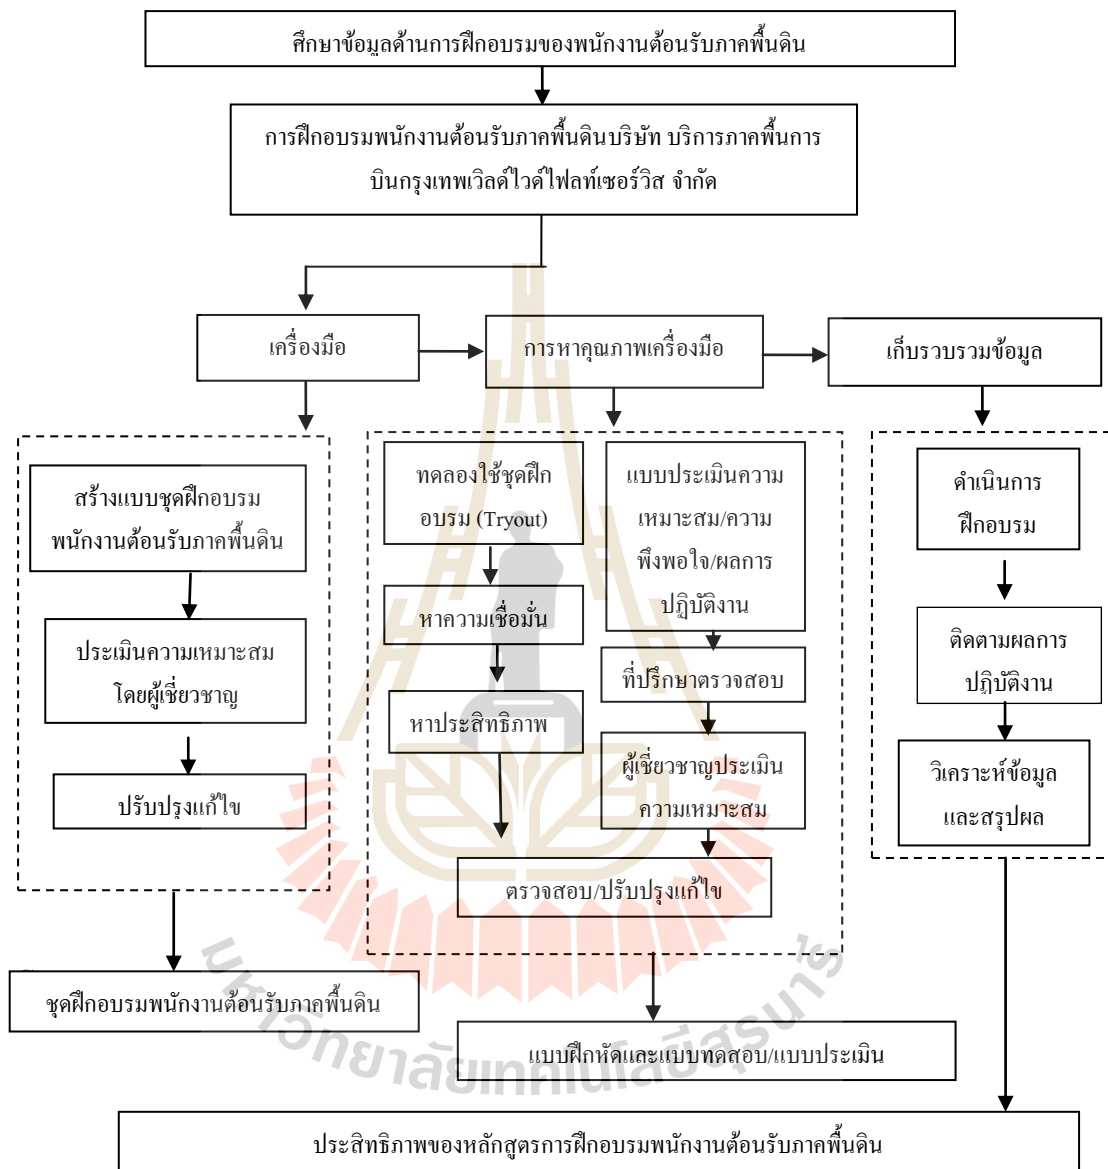 ศึกษาข้อมูลด้านการฝึกอบรมของพนักงานต้อนรับภาคพื้นดิน
การฝึกอบรมพนักงานต้อนรับภาคพื้นดินบริษัท บริการภาคพื้นการ
บินกรุงเทพเวิลด์ไวด์ไฟลท์เซอร์วิส จำกัด
เครื่องมือ
การหาคุณภาพเครื่องมือ
เก็บรวบรวมข้อมูล
สร้างแบบชุดฝึกอบรม
พนักงานต้อนรับภาคพื้นดิน
ประเมินความเหมาะสม
โดยผู้เชี่ยวชาญ
ปรับปรุงแก้ไข
ทดลองใช้ชุดฝึก
อบรม (Tryout)
หาความเชื่อมั่น
หาประสิทธิภาพ
แบบประเมินความ
เหมาะสม/ความ
พึงพอใจ/ผลการ
ปฏิบัติงาน
ที่ปรึกษาตรวจสอบ
ผู้เชี่ยวชาญประเมิน
ความเหมาะสม
ตรวจสอบ/ปรับปรุงแก้ไข
ดำเนินการ
ฝึกอบรม
ติดตามผลการ
ปฏิบัติงาน
วิเคราะห์ข้อมูล
และสรุปผล
ชุดฝึกอบรมพนักงานต้อนรับภาคพื้นดิน
แบบฝึกหัดและแบบทดสอบ/แบบประเมิน
ประสิทธิภาพของหลักสูตรการฝึกอบรมพนักงานต้อนรับภาคพื้นดิน
มหาวิทยาลัยเทคโนโลยีสุรนารี